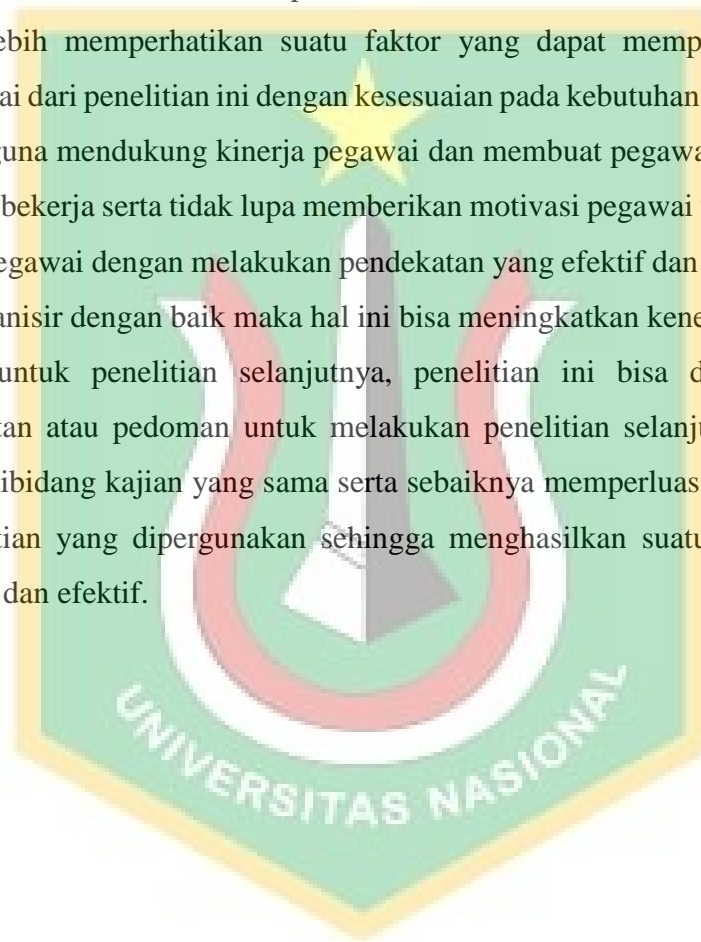 ebih memperhatikan suatu faktor yang dapat memp
ai dari penelitian ini dengan kesesuaian pada kebutuhan
guna mendukung kinerja pegawai dan membuat pegawa
bekerja serta tidak lupa memberikan motivasi pegawai
egawai dengan melakukan pendekatan yang efektif dan
anisir dengan baik maka hal ini bisa meningkatkan kene
untuk penelitian selanjutnya, penelitian ini bisa d
tan atau pedoman untuk melakukan penelitian selanju
ibidang kajian yang sama serta sebaiknya memperluas
tian yang dipergunakan sehingga menghasilkan suatu
dan efektif.
UNIVERSITAS NASIONAL